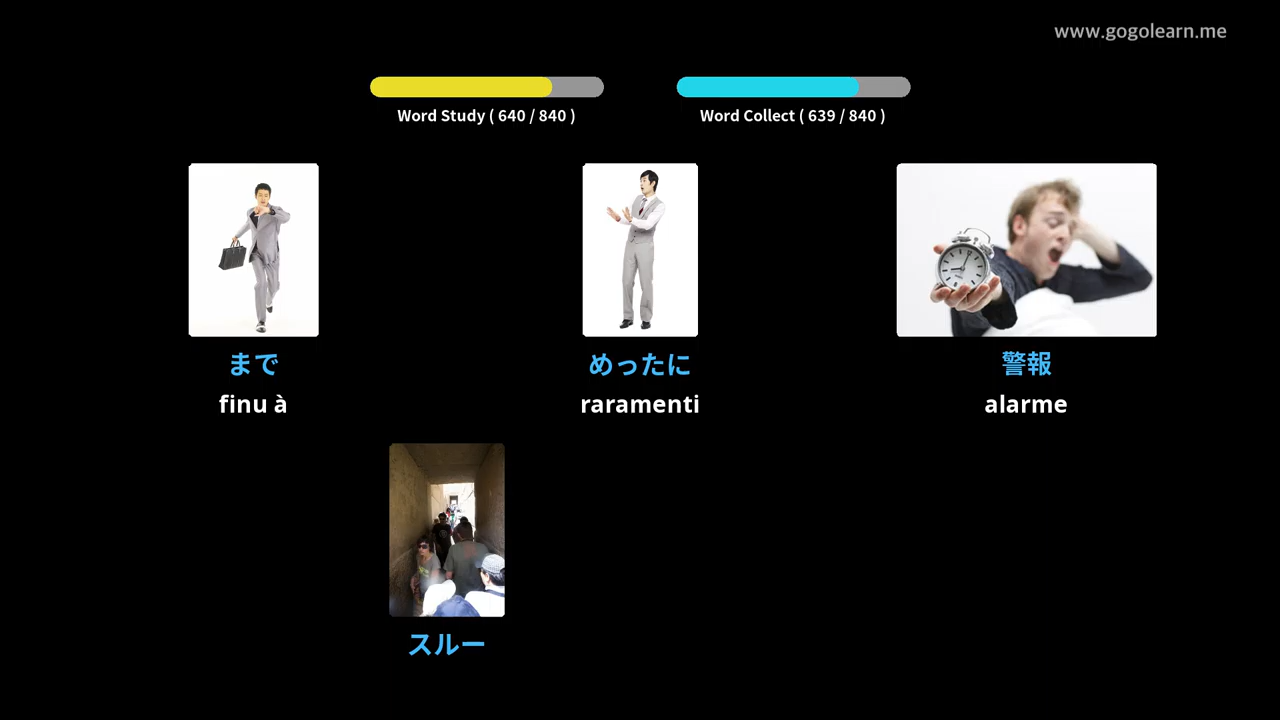 www.gogolearn.me
Word Study ( 640 / 840 )
Word Collect ( 639 / 840 )
まで
finu à
めったに
raramenti
警報
alarme
スルー